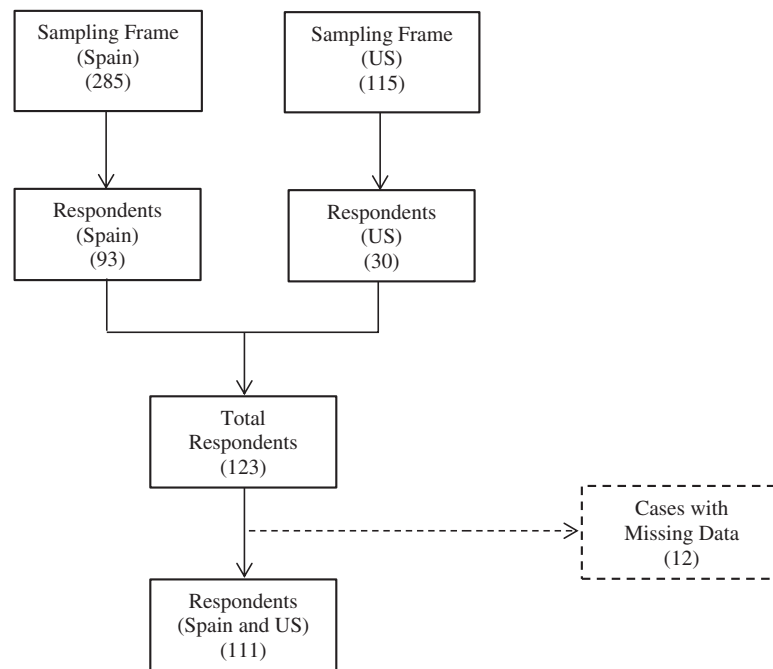 Sampling Frame
(Spain)
(285)
Sampling Frame
(US)
(115)
Respondents
(Spain)
(93)
Respondents
(US)
(30)
Total
Respondents
(123)
Cases with
Missing Data
(12)
Respondents
(Spain and US)
(111)